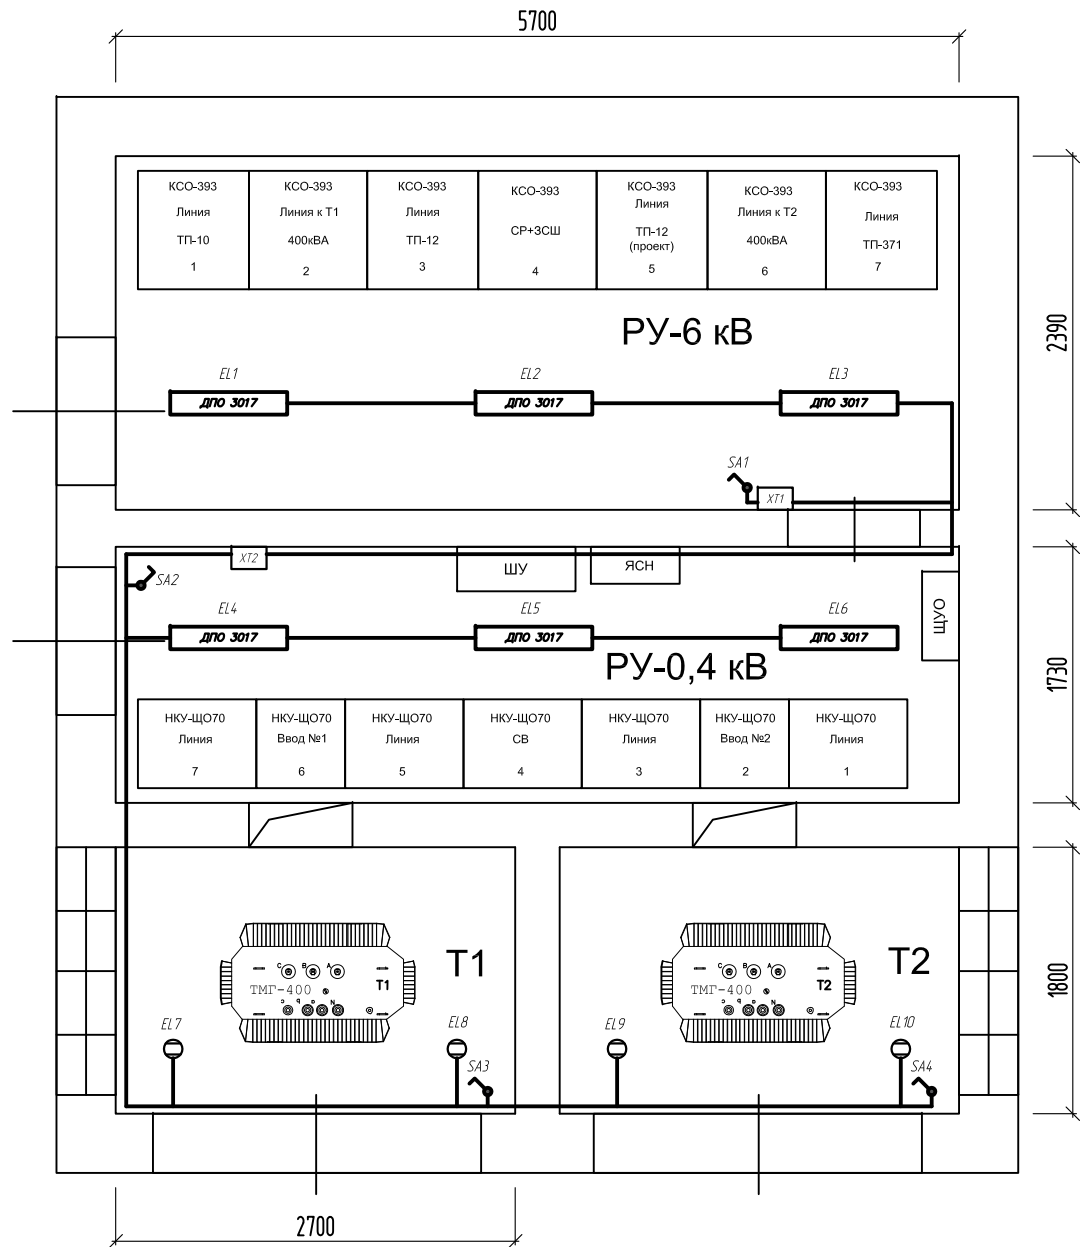 5700
КСО-393
Линия
ТП-10
1
КСО-393
Линия к Т1
400кВА
2
КСО-393
Линия
ТП-12
3
КСО-393
СР+ЗСШ
4
КСО-393
Линия
ТП-12
(проект)
5
КСО-393
Линия к Т2
400кВА
6
КСО-393
Линия
ТП-371
7
2390
РУ-6 кВ
EL1
EL2
EL3
ДПО 3017
ДПО 3017
ДПО 3017
SA1
XT1
XT2
ШУ
ЯСН
SA2
ЩУО
EL4
EL5
EL6
ДПО 3017
ДПО 3017
ДПО 3017
РУ-0,4 кВ
1730
НКУ-ЩО70
Линия
7
НКУ-ЩО70
Ввод №1
6
НКУ-ЩО70
Линия
5
НКУ-ЩО70
СВ
4
НКУ-ЩО70
Линия
3
НКУ-ЩО70
Ввод №2
2
НКУ-ЩО70
Линия
1
Т1
C B A
ТМГ-400
Т1
N a b c
Т2
C B A
ТМГ-400
Т2
N a b c
1800
EL7
EL8
SA3
EL9
EL10
SA4
2700